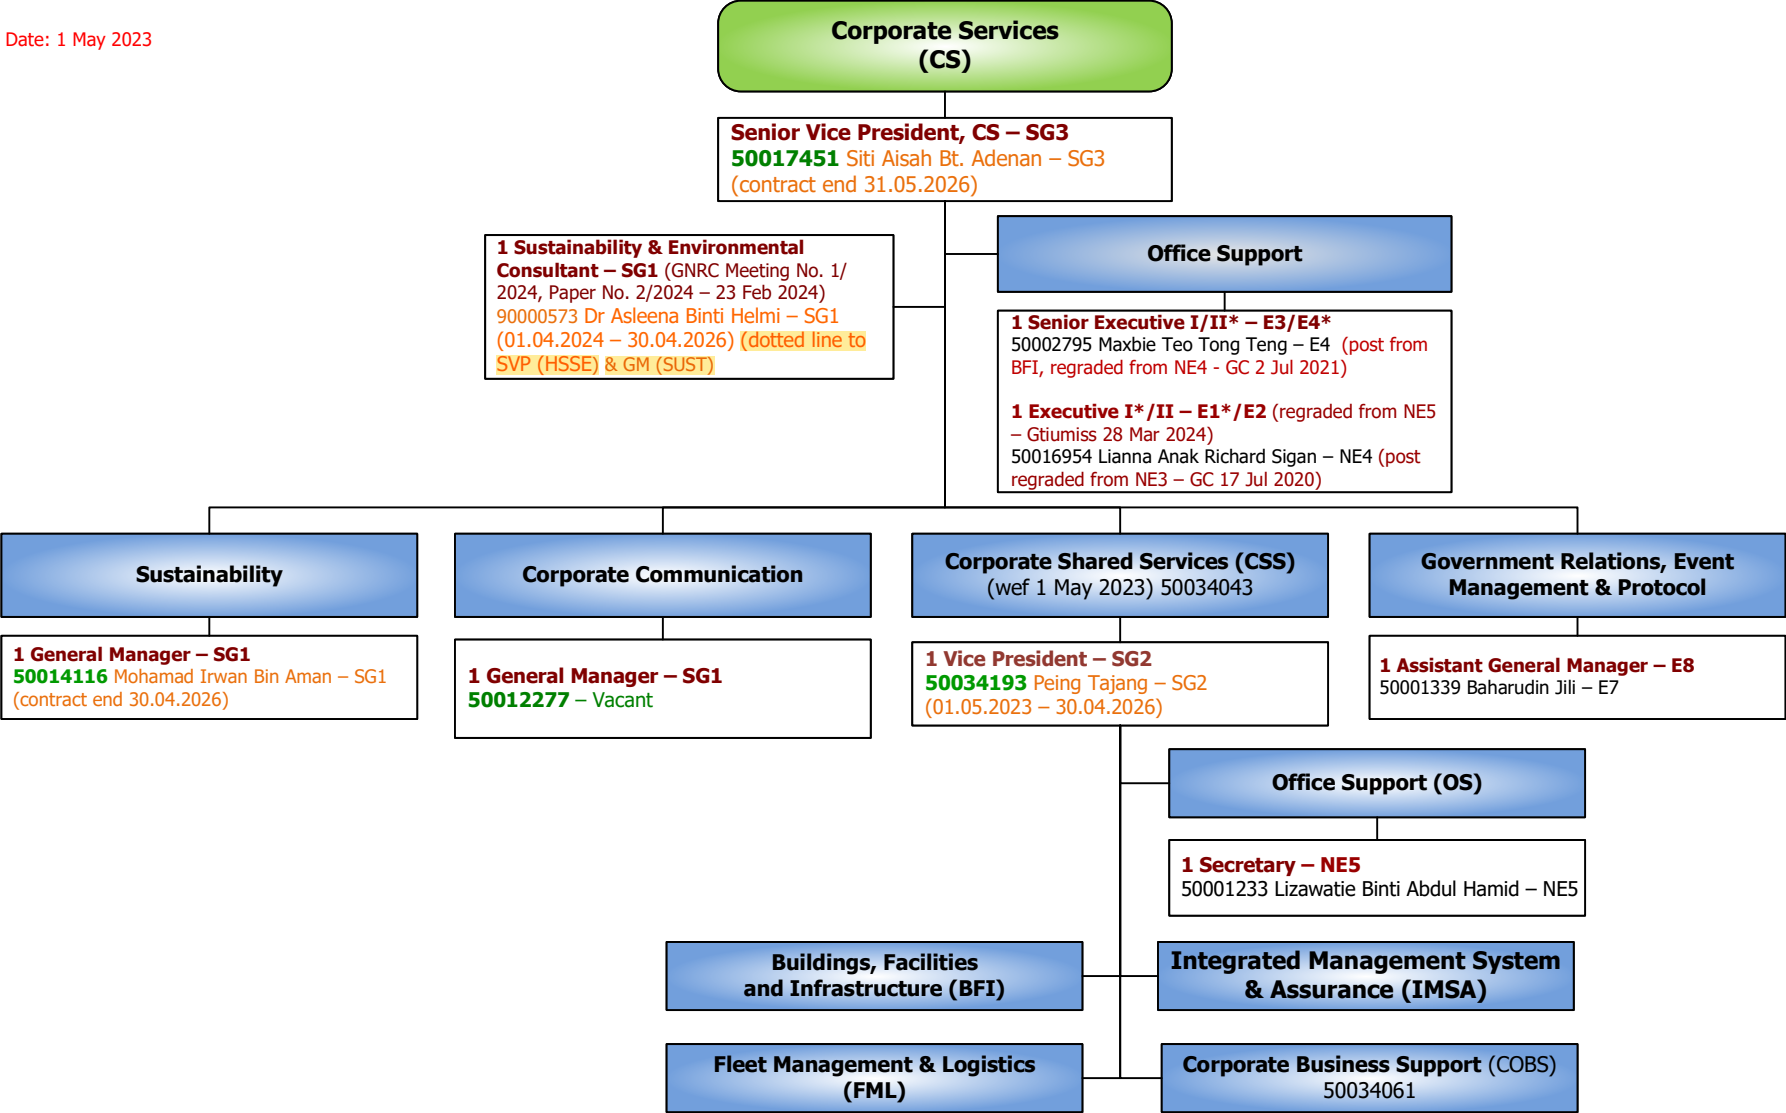 Date: 1 May 2023
Corporate Services
(CS)
Senior Vice President, CS – SG3
50017451 Siti Aisah Bt. Adenan – SG3
(contract end 31.05.2026)
1 Sustainability & Environmental
Consultant – SG1 (GNRC Meeting No. 1/
2024, Paper No. 2/2024 – 23 Feb 2024)
90000573 Dr Asleena Binti Helmi – SG1
(01.04.2024 – 30.04.2026) (dotted line to
SVP (HSSE) & GM (SUST)
Office Support
1 Senior Executive I/II* – E3/E4*
50002795 Maxbie Teo Tong Teng – E4 (post from
BFI, regraded from NE4 - GC 2 Jul 2021)
1 Executive I*/II – E1*/E2 (regraded from NE5
– Gtiumiss 28 Mar 2024)
50016954 Lianna Anak Richard Sigan – NE4 (post
regraded from NE3 – GC 17 Jul 2020)
Sustainability
1 General Manager – SG1
50014116 Mohamad Irwan Bin Aman – SG1
(contract end 30.04.2026)
Corporate Communication
1 General Manager – SG1
50012277 – Vacant
Corporate Shared Services (CSS)
(wef 1 May 2023) 50034043
1 Vice President – SG2
50034193 Peing Tajang – SG2
(01.05.2023 – 30.04.2026)
Government Relations, Event
Management & Protocol
1 Assistant General Manager – E8
50001339 Baharudin Jili – E7
Office Support (OS)
1 Secretary – NE5
50001233 Lizawatie Binti Abdul Hamid – NE5
Buildings, Facilities
and Infrastructure (BFI)
Integrated Management System
& Assurance (IMSA)
Fleet Management & Logistics
(FML)
Corporate Business Support (COBS)
50034061